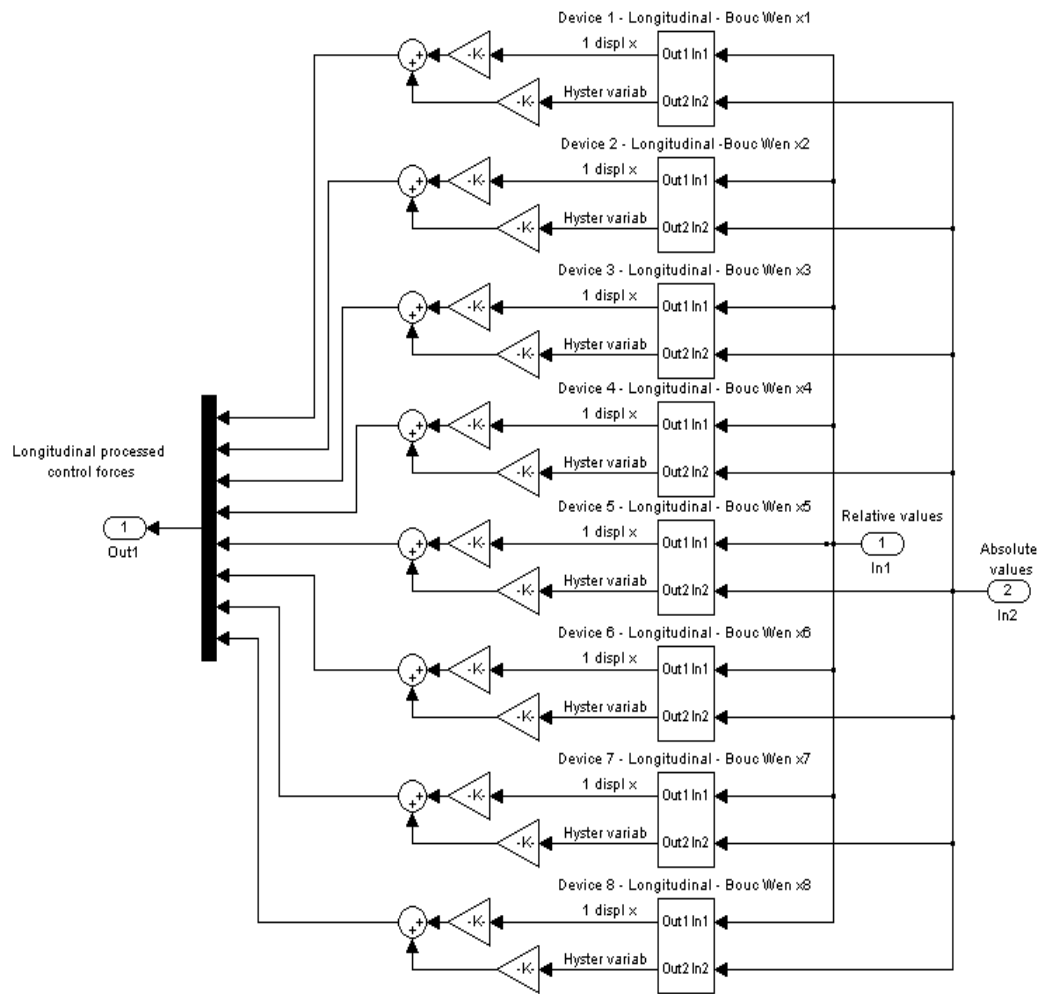 Device 1 - Longitudinal - Bouc Wen x1
1 displ x
-K-
Out1 In1
+
+
Hyster variab
-K-
Out2 In2
Device 2 - Longitudinal -Bouc Wen x2
1 displ x
-K-
Out1 In1
+
+
Hyster variab
-K-
Out2 In2
Device 3 - Longitudinal - Bouc Wen x3
1 displ x
-K-
Out1 In1
+
+
Hyster variab
-K-
Out2 In2
Device 4 - Longitudinal - Bouc Wen x4
1 displ x
-K-
Out1 In1
+
+
Hyster variab
-K-
Out2 In2
Longitudinal processed
control forces
1
Out1
Device 5 - Longitudinal - Bouc Wen x5
1 displ x
-K-
Out1 In1
+
+
Hyster variab
-K-
Out2 In2
Relative values
1
In1
Absolute
values
2
In2
Device 6 - Longitudinal - Bouc Wen x6
1 displ x
-K-
Out1 In1
+
+
Hyster variab
-K-
Out2 In2
Device 7 - Longitudinal - Bouc Wen x7
1 displ x
-K-
Out1 In1
+
+
Hyster variab
-K-
Out2 In2
Device 8 - Longitudinal - Bouc Wen x8
1 displ x
-K-
Out1 In1
+
+
Hyster variab
-K-
Out2 In2